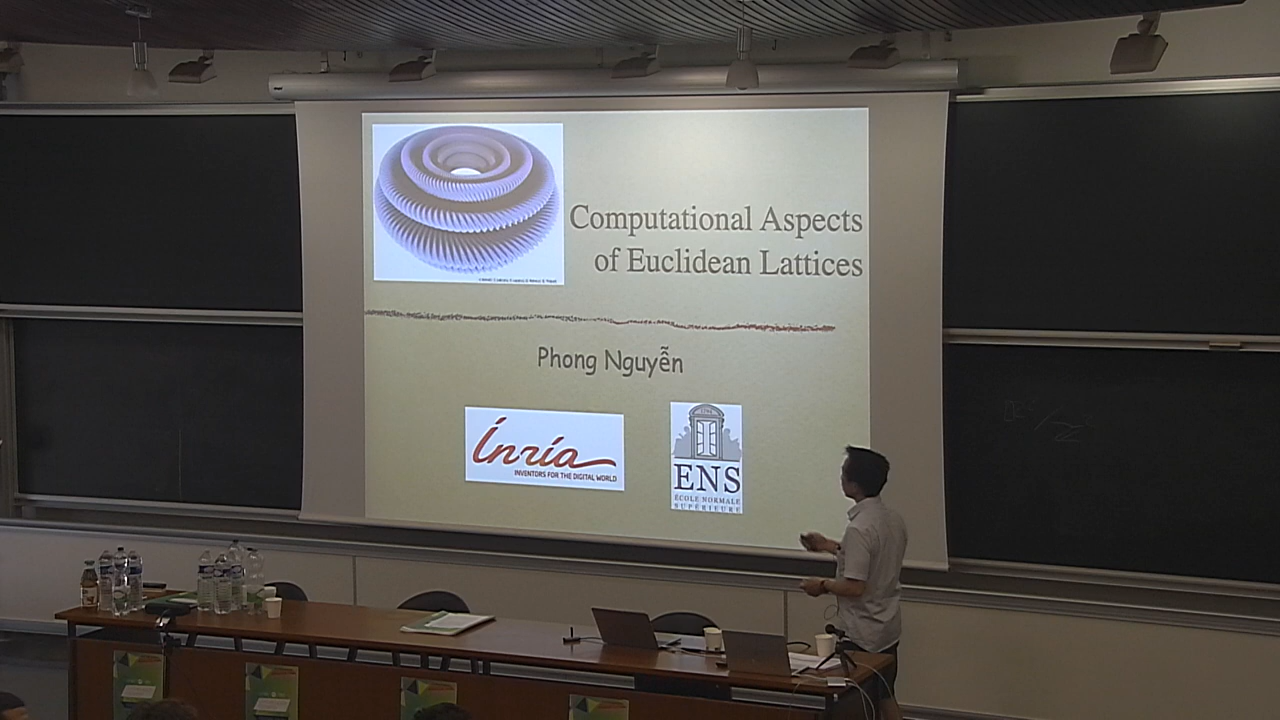 Computational Aspects
of Euclidean Lattices
Phong Nguyễn
Inria
INVENTORS FOR THE DIGITAL WORLD
ENS
ÉCOLE NORMALE
SUPÉRIEURE